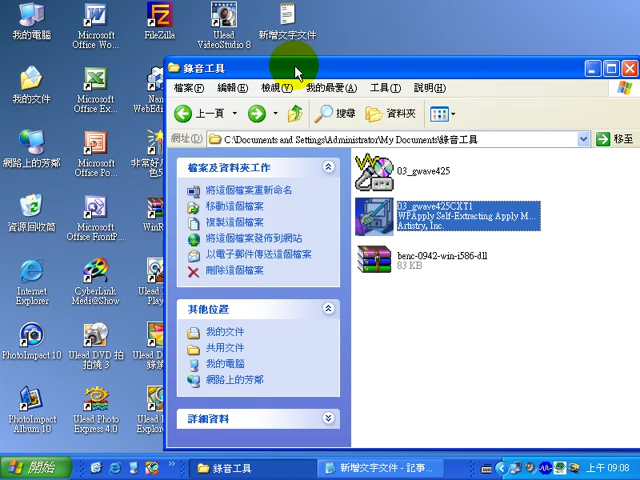 我的電腦
Microsoft
Office Wo...
FileZilla
Ulead
VideoStudio 8
新增文字文件
我的文件
Microsoft
Office Ex...
網路上的芳鄰
Microsoft
Office Po...
資源回收筒
Microsoft
Office FrontP...
Internet
Explorer
CyberLink
Medi@Show
PhotoImpact 10
Ulead DVD 拍
拍燒 3
PhotoImpact
Album 10
Ulead Photo
Express 4.0
錄音工具
檔案(F)
編輯(E)
檢視(V)
我的最愛(A)
工具(T)
說明(H)
上一頁
搜尋
資料夾
網址(D)
C:\Documents and Settings\Administrator\My Documents\錄音工具
移至
檔案及資料夾工作
將這個檔案重新命名
移動這個檔案
複製這個檔案
將這個檔案發佈到網站
以電子郵件傳送這個檔案
刪除這個檔案
其他位置
我的文件
共用文件
我的電腦
網路上的芳鄰
詳細資料
03_gwave425
03_gwave425CXT1
WPApply Self-Extracting Apply M...
Artistry, Inc.
benc-0942-win-i586-dll
83 KB
開始
錄音工具
新增文字文件 - 記事...
上午 09:08